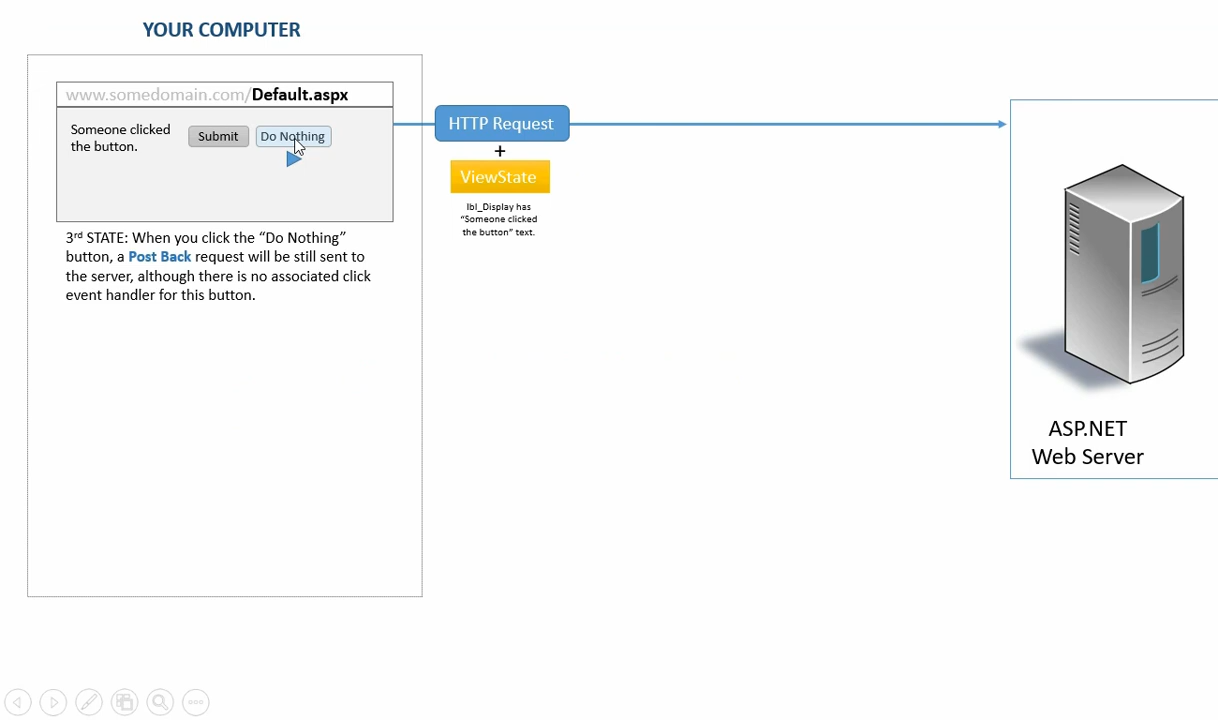 YOUR COMPUTER
www.somedomain.com/Default.aspx
Someone clicked
the button.
Submit
Do Nothing
3rd STATE: When you click the “Do Nothing”
button, a Post Back request will be still sent to
the server, although there is no associated click
event handler for this button.
HTTP Request
+
ViewState
lbl_Display has
“Someone clicked
the button” text.
ASP.NET
Web Server